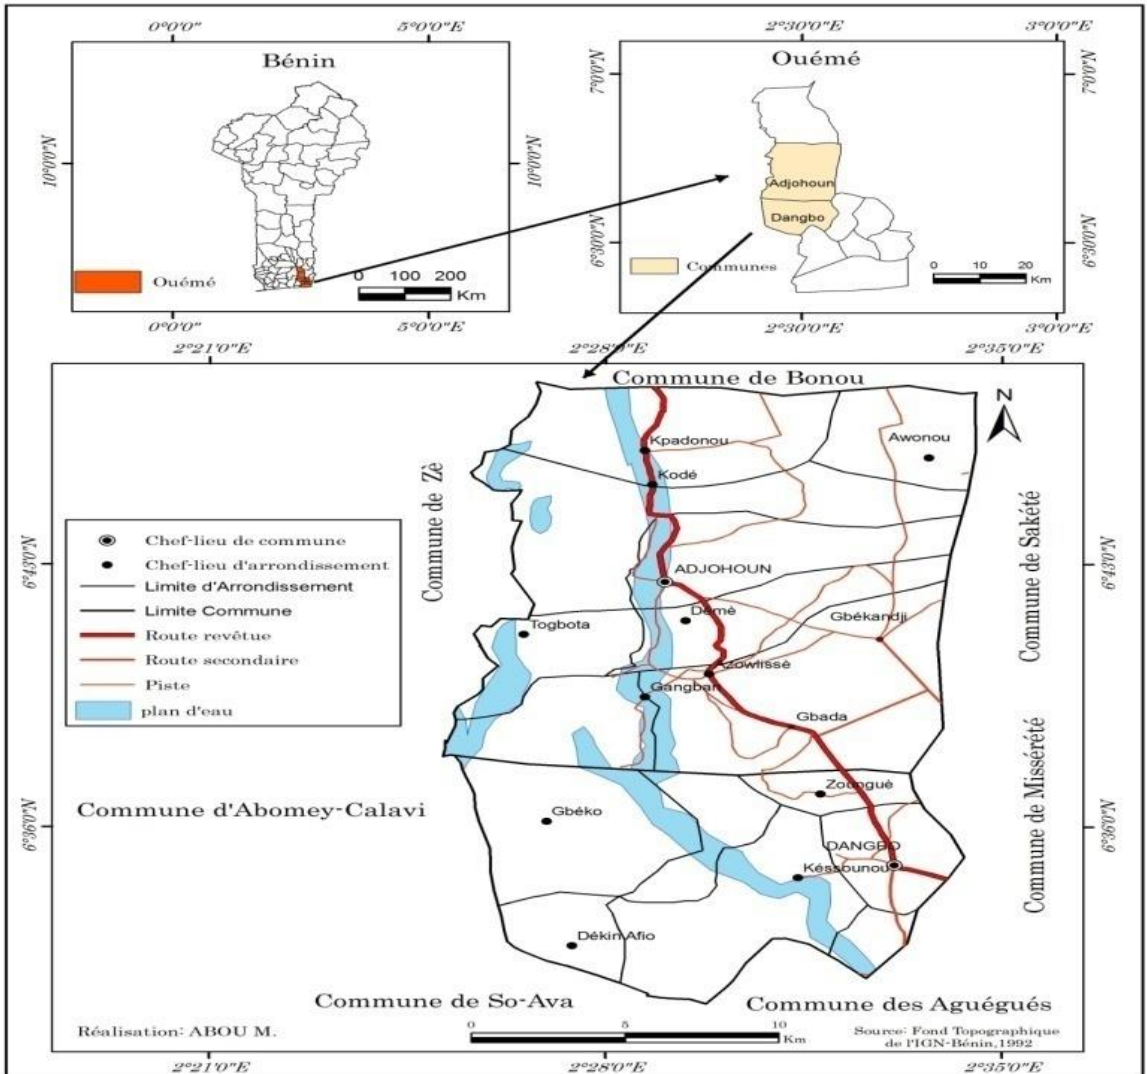 0°0'0" 5°0'0"E
Bénin
10°0'0"N 10°0'0"N
Ouémé
0 100 200
Km
0°0'0" 5°0'0"E
2°30'0"E 3°0'0"E
Ouémé
7°0'0"N 7°0'0"N
Adjohoun
Dangbo
6°30'0"N 6°30'0"N
Communes
0 10 20
Km
2°30'0"E 3°0'0"E
2°21'0"E 2°28'0"E 2°35'0"E
Commune de Bonou
N
Kpadonou
Awonou
Kodé
Commune de Zè
Commune de Sakété
6°43'0"N 6°43'0"N
Chef-lieu de commune
Chef-lieu d'arrondissement
Limite d'Arrondissement
Limite Commune
Route revêtue
Route secondaire
Piste
plan d'eau
ADJOHOUN
Démè
Gbékandji
Togbota
Azowlissè
Gangban
Gbada
Commune de Missérété
Zounguè
Commune d'Abomey-Calavi
Gbéko
6°36'0"N 6°36'0"N
DANGBO
Késsounou
Dékin Afio
Commune de So-Ava
Commune des Aguégués
Réalisation: ABOU M.
0 5 10
Km
Source: Fond Topographique
de l'IGN-Bénin,1992
2°21'0"E 2°28'0"E 2°35'0"E